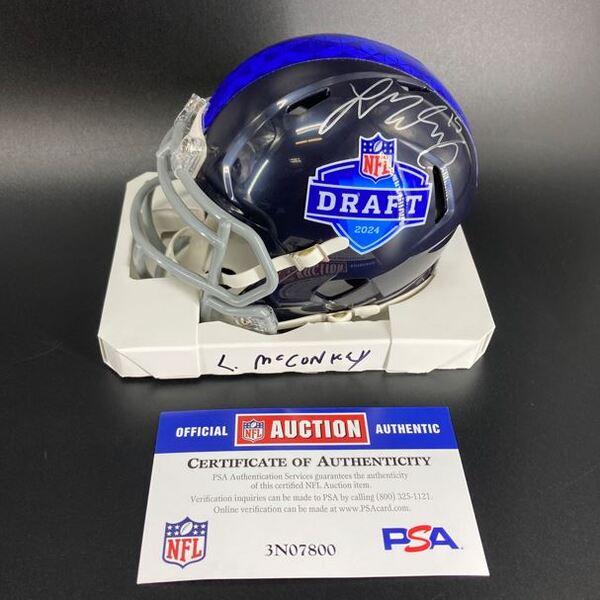 NFL
DRAFT
2024
L. McCONKEY
OFFICIAL NFL AUCTION AUTHENTIC
CERTIFICATE OF AUTHENTICITY
PSA Authentication Services guarantees the authenticity
of this certified NFL Auction item.
Verification inquiries can be made to PSA by calling (800) 325-1121.
Online verification can be made at www.PSAcard.com.
NFL
3N07800
PSA